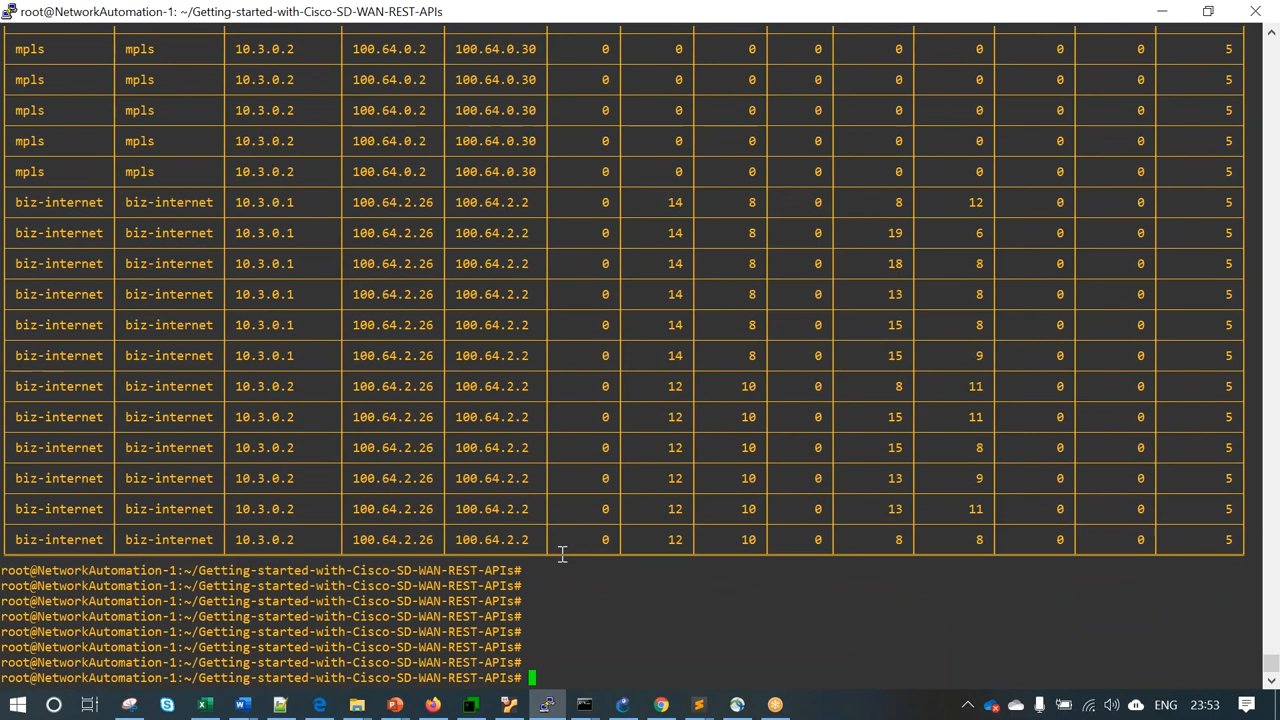 root@NetworkAutomation-1: ~/Getting-started-with-Cisco-SD-WAN-REST-APIs
mpls mpls 10.3.0.2 100.64.0.2 100.64.0.30 0 0 0 0 0 0 0 0 5
mpls mpls 10.3.0.2 100.64.0.2 100.64.0.30 0 0 0 0 0 0 0 0 5
mpls mpls 10.3.0.2 100.64.0.2 100.64.0.30 0 0 0 0 0 0 0 0 5
mpls mpls 10.3.0.2 100.64.0.2 100.64.0.30 0 0 0 0 0 0 0 0 5
mpls mpls 10.3.0.2 100.64.0.2 100.64.0.30 0 0 0 0 0 0 0 0 5
biz-internet biz-internet 10.3.0.1 100.64.2.26 100.64.2.2 0 14 8 0 8 12 0 0 5
biz-internet biz-internet 10.3.0.1 100.64.2.26 100.64.2.2 0 14 8 0 19 6 0 0 5
biz-internet biz-internet 10.3.0.1 100.64.2.26 100.64.2.2 0 14 8 0 18 8 0 0 5
biz-internet biz-internet 10.3.0.1 100.64.2.26 100.64.2.2 0 14 8 0 13 8 0 0 5
biz-internet biz-internet 10.3.0.1 100.64.2.26 100.64.2.2 0 14 8 0 15 8 0 0 5
biz-internet biz-internet 10.3.0.1 100.64.2.26 100.64.2.2 0 14 8 0 15 9 0 0 5
biz-internet biz-internet 10.3.0.2 100.64.2.26 100.64.2.2 0 12 10 0 8 11 0 0 5
biz-internet biz-internet 10.3.0.2 100.64.2.26 100.64.2.2 0 12 10 0 15 11 0 0 5
biz-internet biz-internet 10.3.0.2 100.64.2.26 100.64.2.2 0 12 10 0 15 8 0 0 5
biz-internet biz-internet 10.3.0.2 100.64.2.26 100.64.2.2 0 12 10 0 13 9 0 0 5
biz-internet biz-internet 10.3.0.2 100.64.2.26 100.64.2.2 0 12 10 0 13 11 0 0 5
biz-internet biz-internet 10.3.0.2 100.64.2.26 100.64.2.2 0 12 10 0 8 8 0 0 5
root@NetworkAutomation-1:~/Getting-started-with-Cisco-SD-WAN-REST-APIs#
root@NetworkAutomation-1:~/Getting-started-with-Cisco-SD-WAN-REST-APIs#
root@NetworkAutomation-1:~/Getting-started-with-Cisco-SD-WAN-REST-APIs#
root@NetworkAutomation-1:~/Getting-started-with-Cisco-SD-WAN-REST-APIs#
root@NetworkAutomation-1:~/Getting-started-with-Cisco-SD-WAN-REST-APIs#
root@NetworkAutomation-1:~/Getting-started-with-Cisco-SD-WAN-REST-APIs#
root@NetworkAutomation-1:~/Getting-started-with-Cisco-SD-WAN-REST-APIs#
root@NetworkAutomation-1:~/Getting-started-with-Cisco-SD-WAN-REST-APIs#
ENG 23:53